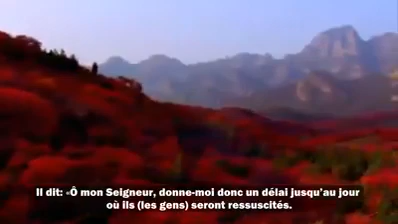 Il dit: «Ô mon Seigneur, donne-moi donc un délai jusqu'au jour
où ils (les gens) seront ressuscités.